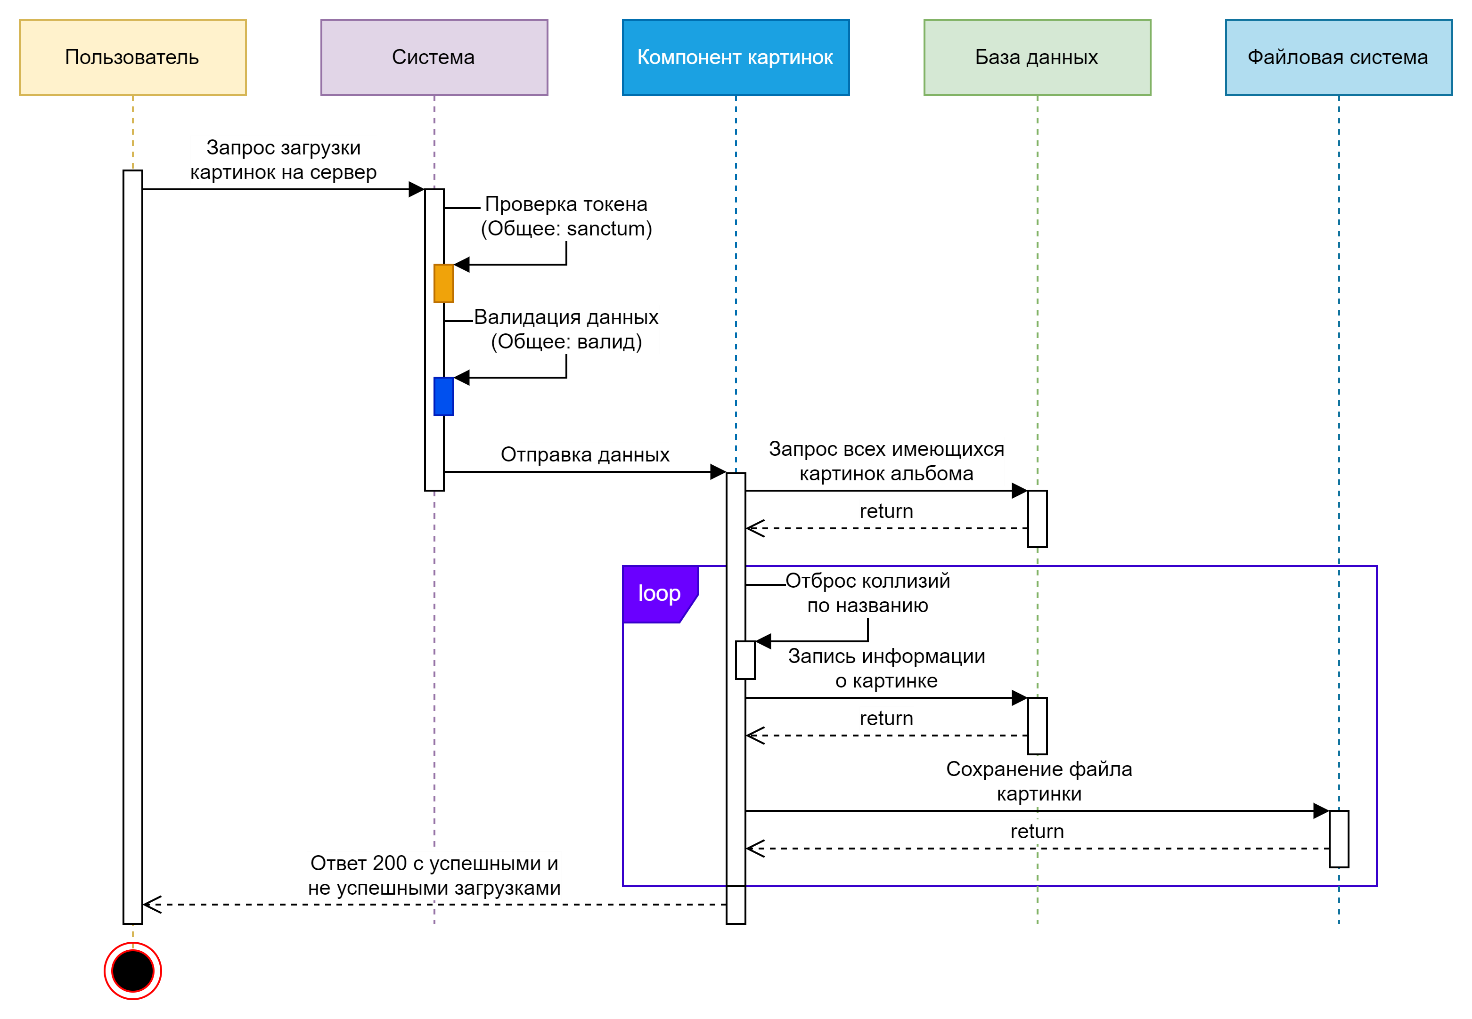 Пользователь
Система
Компонент картинок
База данных
Файловая система
Запрос загрузки
картинок на сервер
Проверка токена
(Общее: sanctum)
Валидация данных
(Общее: валид)
Отправка данных
Запрос всех имеющихся
картинок альбома
return
loop
Отброс коллизий
по названию
Запись информации
о картинке
return
Сохранение файла
картинки
return
Ответ 200 с успешными и
не успешными загрузками